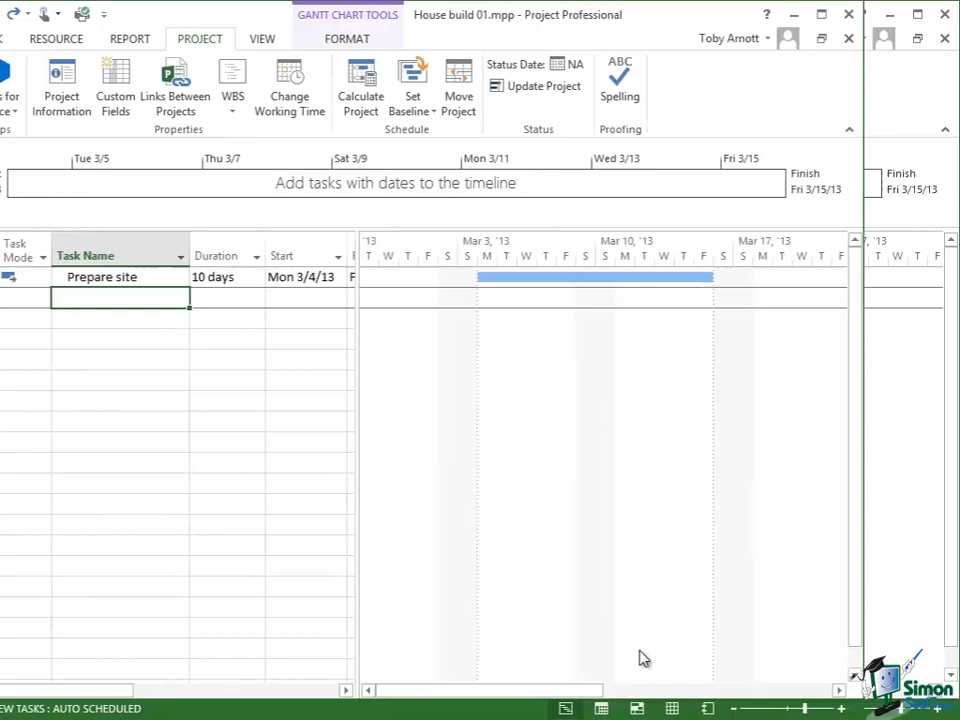 GANTT CHART TOOLS
House build 01.mpp - Project Professional
?
RESOURCE REPORT PROJECT VIEW FORMAT
Toby Arnott
s for
Project Information
Custom Fields
Links Between Projects
WBS
Change Working Time
Calculate Project
Set Baseline
Move Project
Status Date: NA
Update Project
ABC
Spelling
ps
Properties
Schedule
Status
Proofing
Tue 3/5 Thu 3/7 Sat 3/9 Mon 3/11 Wed 3/13 Fri 3/15
Add tasks with dates to the timeline
Finish
Fri 3/15/13
Finish
Fri 3/15/13
Task Mode
Task Name
Duration
Start
'13 Mar 3, '13 Mar 10, '13 Mar 17, '13 '13
T W T F S S M T W T F S S M T W T F S S M T W T F T W T F
Prepare site 10 days Mon 3/4/13 F
EW TASKS : AUTO SCHEDULED
Simon